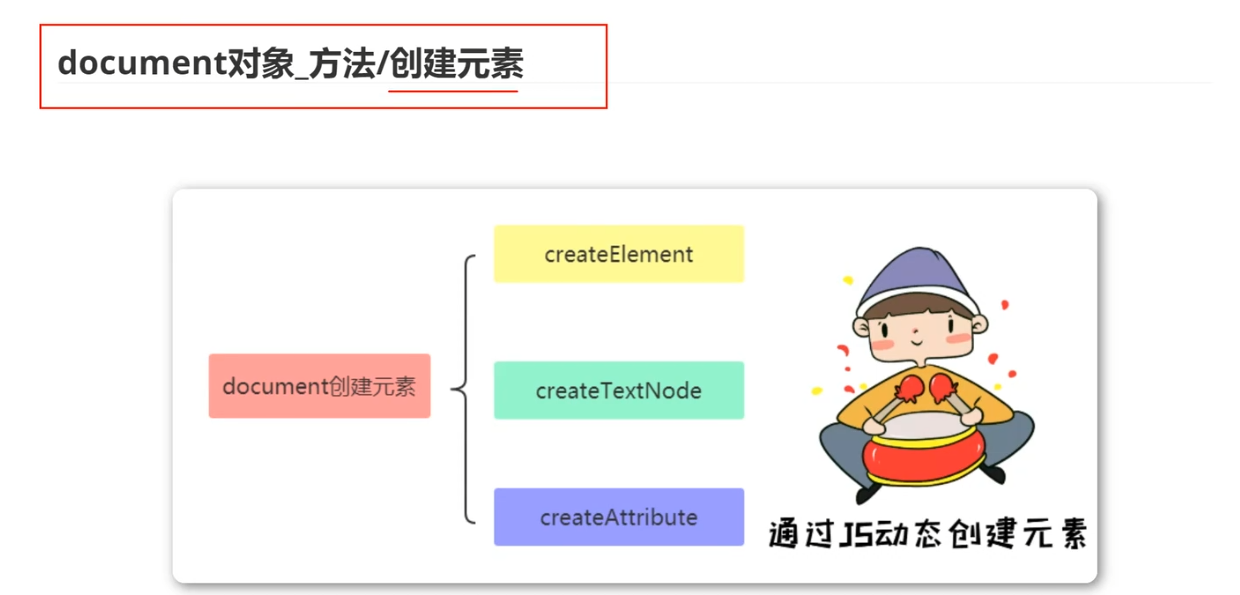 document对象_方法/创建元素
createElement
document创建元素
createTextNode
createAttribute
通过JS动态创建元素